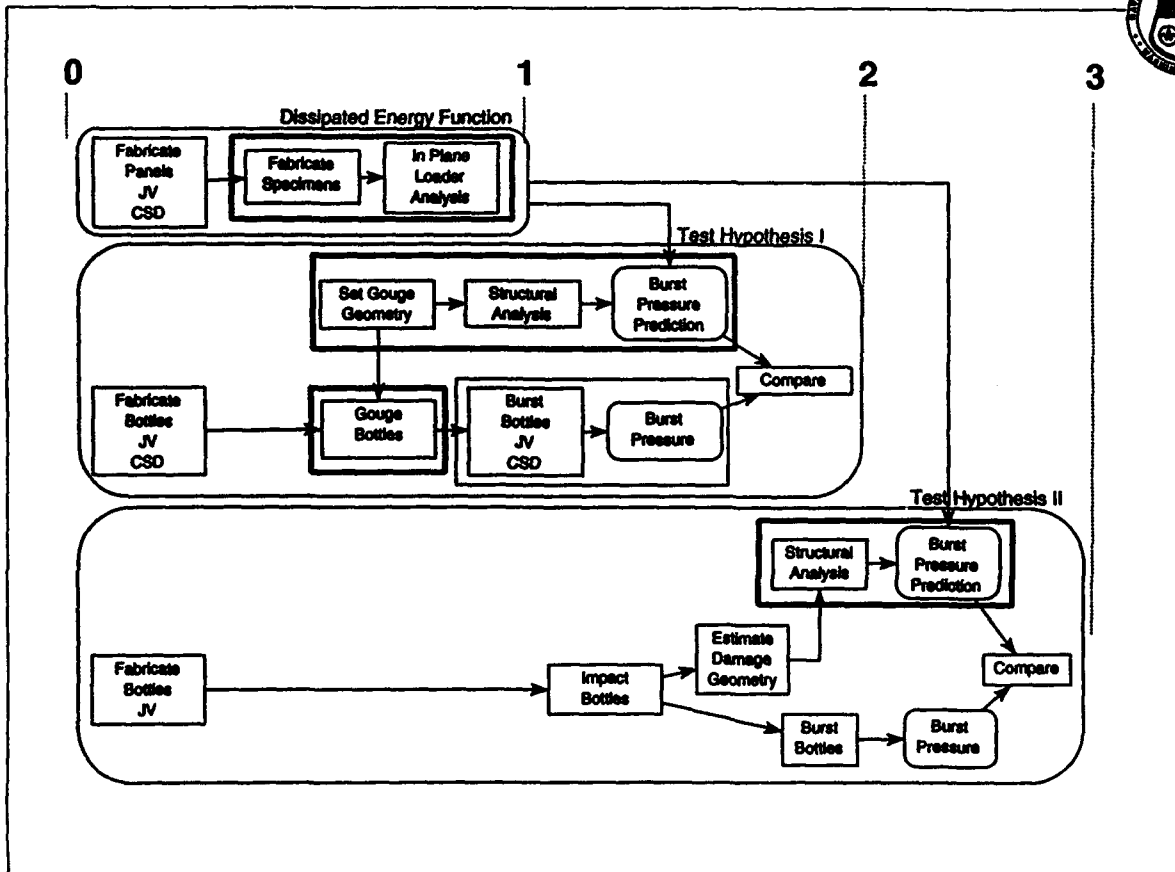 0 1 2 3
Dissipated Energy Function
Fabricate
Panels
JV
CSD
Fabricate
Specimens
In Plane
Loader
Analysis
Test Hypothesis I
Set Gouge
Geometry
Structural
Analysis
Burst
Pressure
Prediction
Compare
Fabricate
Bottles
JV
CSD
Gouge
Bottles
Burst
Bottles
JV
CSD
Burst
Pressure
Test Hypothesis II
Structural
Analysis
Burst
Pressure
Prediction
Estimate
Damage
Geometry
Compare
Fabricate
Bottles
JV
Impact
Bottles
Burst
Bottles
Burst
Pressure